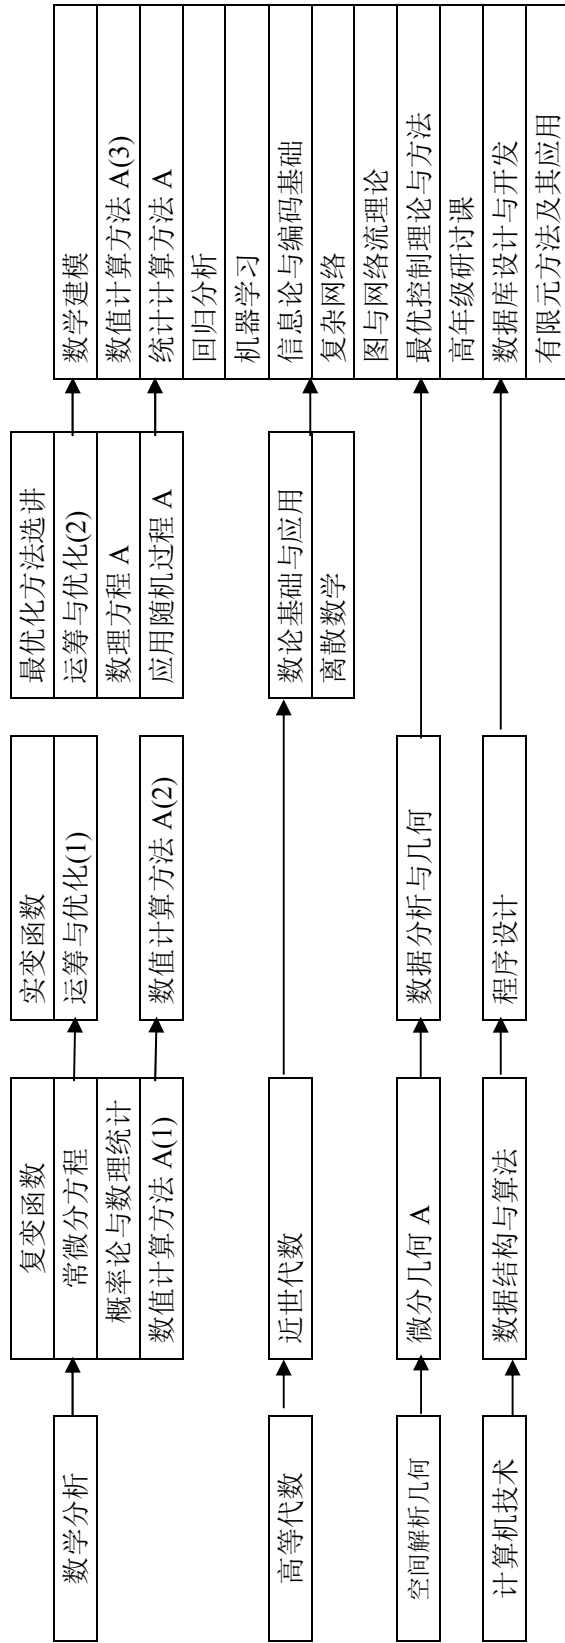 数学分析
复变函数
常微分方程
概率论与数理统计
数值计算方法 A(1)
实变函数
运筹与优化(1)
数值计算方法 A(2)
最优化方法选讲
运筹与优化(2)
数理方程 A
应用随机过程 A
高等代数
近世代数
数论基础与应用
离散数学
空间解析几何
微分几何 A
数据分析与几何
计算机技术
数据结构与算法
程序设计
数学建模
数值计算方法 A(3)
统计计算方法 A
回归分析
机器学习
信息论与编码基础
复杂网络
图与网络流理论
最优控制理论与方法
高年级研讨课
数据库设计与开发
有限元方法及其应用